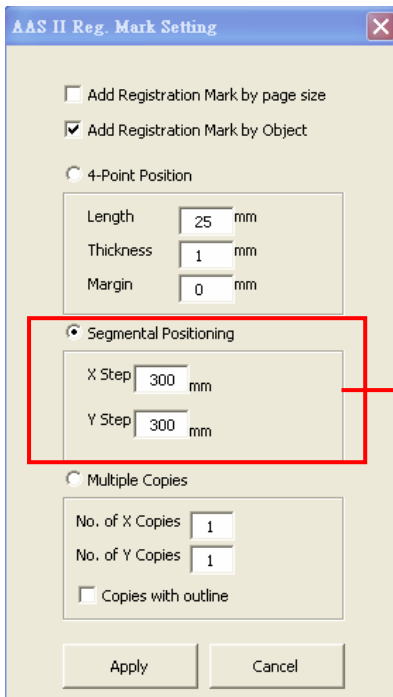 AAS II Reg. Mark Setting
Add Registration Mark by page size
Add Registration Mark by Object
4-Point Position
Length 25 mm
Thickness 1 mm
Margin 0 mm
Segmental Positioning
X Step 300 mm
Y Step 300 mm
Multiple Copies
No. of X Copies 1
No. of Y Copies 1
Copies with outline
Apply Cancel